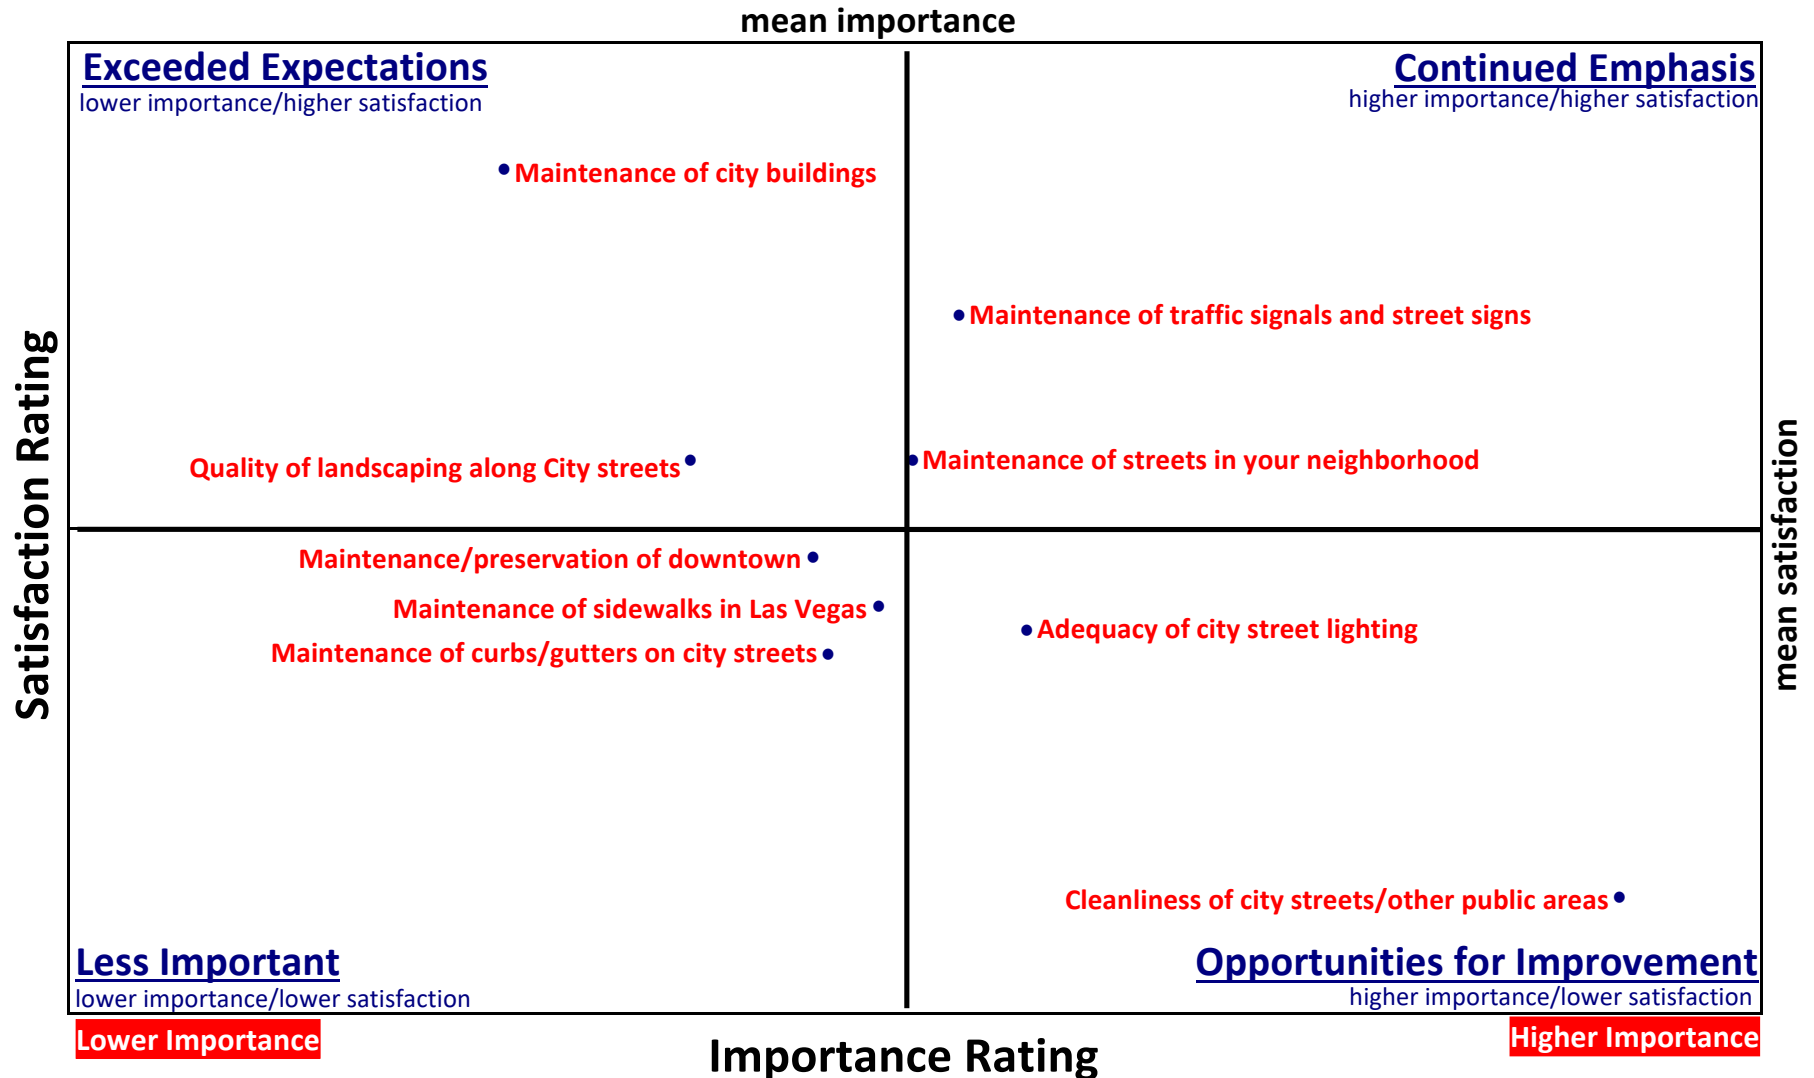 mean importance
Exceeded Expectations
lower importance/higher satisfaction
Continued Emphasis
higher importance/higher satisfaction
Maintenance of city buildings
Maintenance of traffic signals and street signs
Quality of landscaping along City streets
Maintenance of streets in your neighborhood
Satisfaction Rating
mean satisfaction
Maintenance/preservation of downtown
Maintenance of sidewalks in Las Vegas
Adequacy of city street lighting
Maintenance of curbs/gutters on city streets
Cleanliness of city streets/other public areas
Less Important
lower importance/lower satisfaction
Opportunities for Improvement
higher importance/lower satisfaction
Lower Importance
Importance Rating
Higher Importance